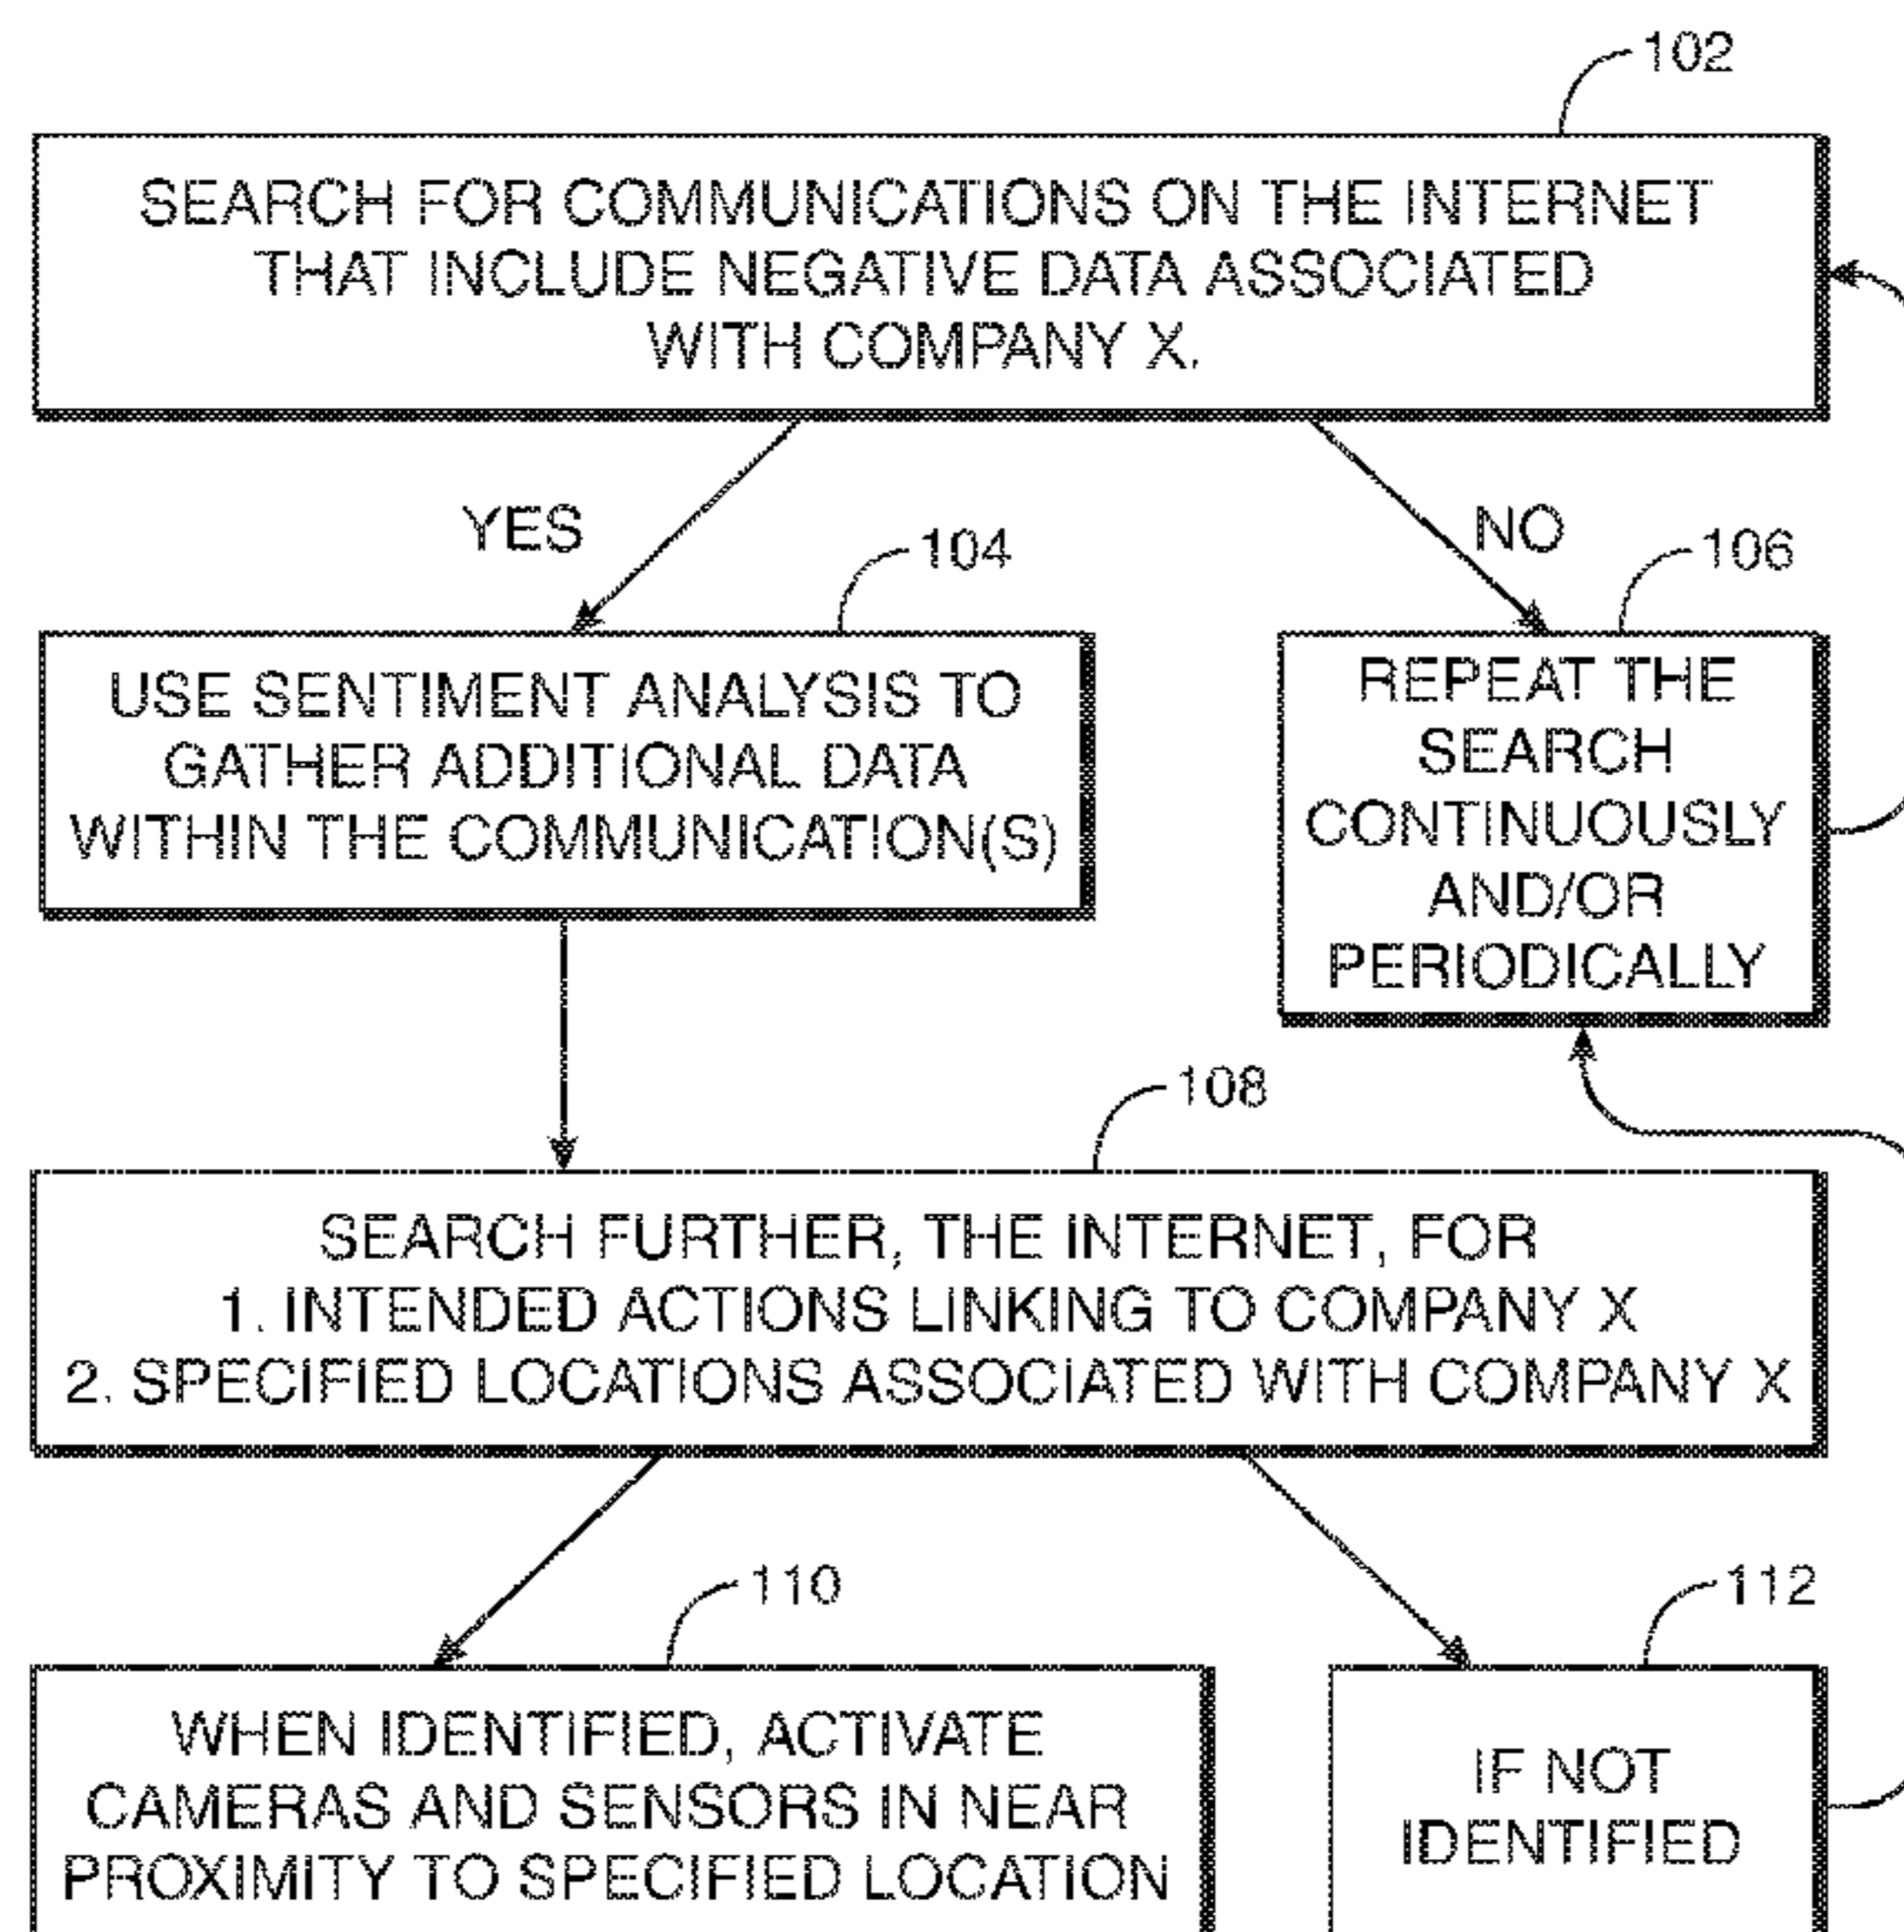 102
SEARCH FOR COMMUNICATIONS ON THE INTERNET
THAT INCLUDE NEGATIVE DATA ASSOCIATED
WITH COMPANY X.
YES
NO
104
106
USE SENTIMENT ANALYSIS TO
GATHER ADDITIONAL DATA
WITHIN THE COMMUNICATION(S)
REPEAT THE
SEARCH
CONTINUOUSLY
AND/OR
PERIODICALLY
108
SEARCH FURTHER, THE INTERNET, FOR
1. INTENDED ACTIONS LINKING TO COMPANY X
2. SPECIFIED LOCATIONS ASSOCIATED WITH COMPANY X
110
112
WHEN IDENTIFIED, ACTIVATE
CAMERAS AND SENSORS IN NEAR
PROXIMITY TO SPECIFIED LOCATION
IF NOT
IDENTIFIED